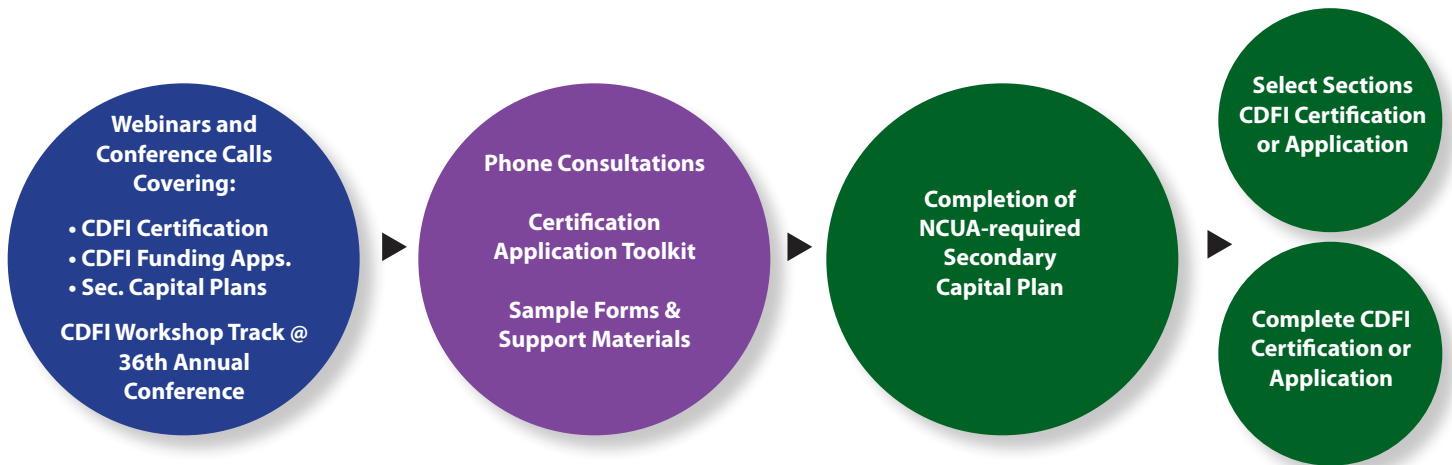 Webinars and
Conference Calls
Covering:
• CDFI Certification
• CDFI Funding Apps.
• Sec. Capital Plans
CDFI Workshop Track @
36th Annual
Conference
Phone Consultations
Certification
Application Toolkit
Sample Forms &
Support Materials
Completion of
NCUA-required
Secondary
Capital Plan
Select Sections
CDFI Certification
or Application
Complete CDFI
Certification or
Application